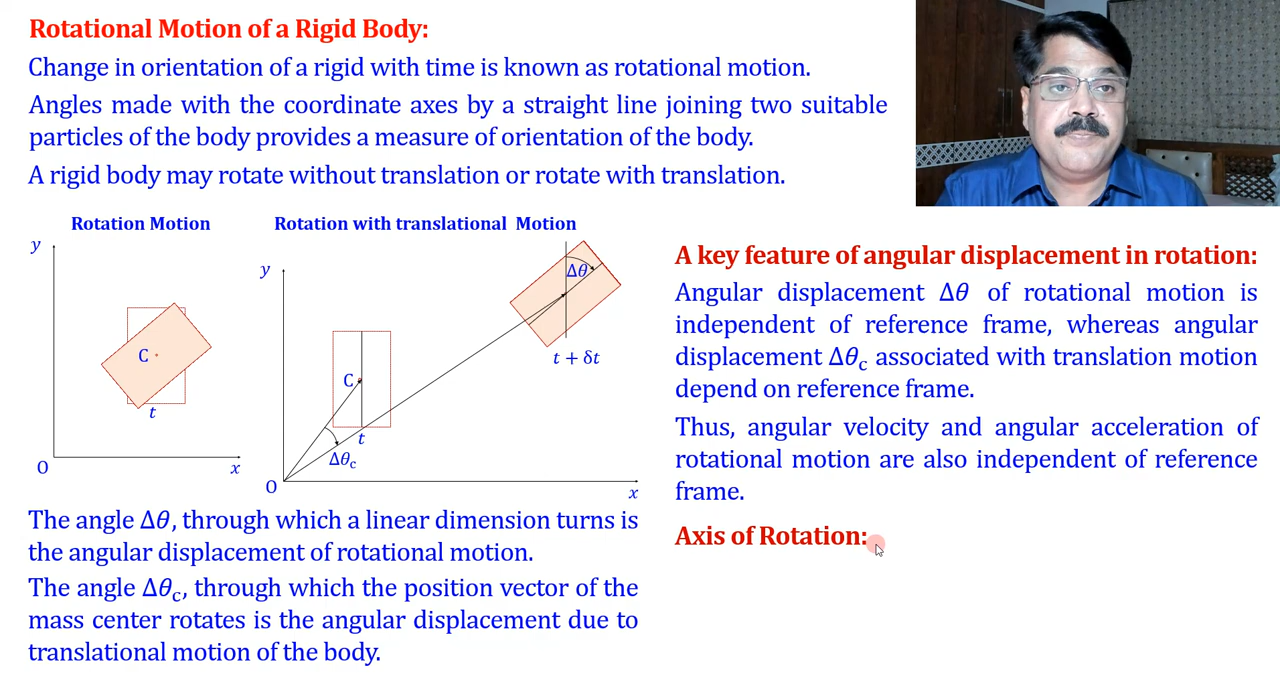 Rotational Motion of a Rigid Body:
Change in orientation of a rigid with time is known as rotational motion.
Angles made with the coordinate axes by a straight line joining two suitable
particles of the body provides a measure of orientation of the body.
A rigid body may rotate without translation or rotate with translation.
Rotation Motion
y
C
t
O
x
Rotation with translational Motion
y
Δθ
t + δt
C
t
Δθc
O
x
The angle Δθ, through which a linear dimension turns is
the angular displacement of rotational motion.
The angle Δθc, through which the position vector of the
mass center rotates is the angular displacement due to
translational motion of the body.
A key feature of angular displacement in rotation:
Angular displacement Δθ of rotational motion is
independent of reference frame, whereas angular
displacement Δθc associated with translation motion
depend on reference frame.
Thus, angular velocity and angular acceleration of
rotational motion are also independent of reference
frame.
Axis of Rotation: